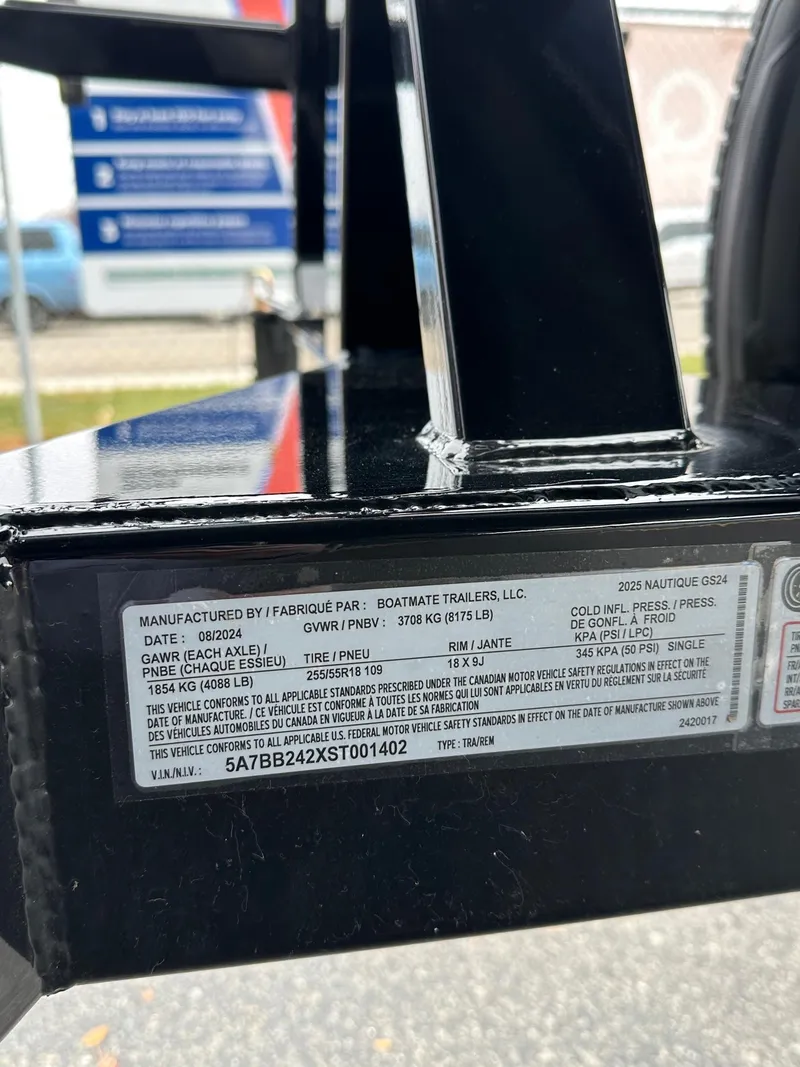 1
2
3
2025 NAUTIQUE GS24
MANUFACTURED BY / FABRIQUÉ PAR : BOATMATE TRAILERS, LLC.
DATE : 08/2024
GVWR / PNBV : 3708 KG (8175 LB)
COLD INFL. PRESS. / PRESS.
DE GONFL. À FROID
KPA (PSI / LPC)
GAWR (EACH AXLE) /
PNBE (CHAQUE ESSIEU)
TIRE / PNEU
RIM / JANTE
1854 KG (4088 LB)
255/55R18 109
18 X 9J
345 KPA (50 PSI) SINGLE
THIS VEHICLE CONFORMS TO ALL APPLICABLE STANDARDS PRESCRIBED UNDER THE CANADIAN MOTOR VEHICLE SAFETY REGULATIONS IN EFFECT ON THE
DATE OF MANUFACTURE. / CE VÉHICULE EST CONFORME À TOUTES LES NORMES QUI LUI SONT APPLICABLES EN VERTU DU RÈGLEMENT SUR LA SÉCURITÉ
DES VÉHICULES AUTOMOBILES DU CANADA EN VIGUEUR À LA DATE DE SA FABRICATION
THIS VEHICLE CONFORMS TO ALL APPLICABLE U.S. FEDERAL MOTOR VEHICLE SAFETY STANDARDS IN EFFECT ON THE DATE OF MANUFACTURE SHOWN ABOVE
V.I.N./N.I.V.: 5A7BB242XST001402 TYPE : TRA/REM
2420017